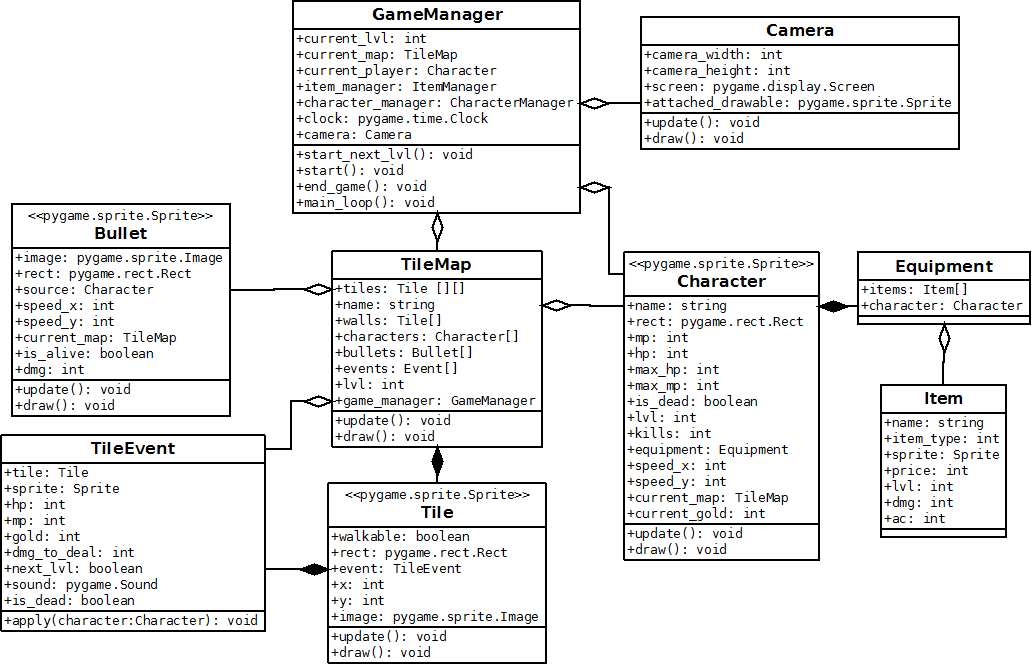 GameManager
+current_lvl: int
+current_map: TileMap
+current_player: Character
+item_manager: ItemManager
+character_manager: CharacterManager
+clock: pygame.time.Clock
+camera: Camera
+start_next_lvl(): void
+start(): void
+end_game(): void
+main_loop(): void
Camera
+camera_width: int
+camera_height: int
+screen: pygame.display.Screen
+attached_drawable: pygame.sprite.Sprite
+update(): void
+draw(): void
<<pygame.sprite.Sprite>>
Bullet
+image: pygame.sprite.Image
+rect: pygame.rect.Rect
+source: Character
+speed_x: int
+speed_y: int
+current_map: TileMap
+is_alive: boolean
+dmg: int
+update(): void
+draw(): void
TileMap
+tiles: Tile [][]
+name: string
+walls: Tile[]
+characters: Character[]
+bullets: Bullet[]
+events: Event[]
+lvl: int
+game_manager: GameManager
+update(): void
+draw(): void
<<pygame.sprite.Sprite>>
Character
+name: string
+rect: pygame.rect.Rect
+mp: int
+hp: int
+max_hp: int
+max_mp: int
+is_dead: boolean
+lvl: int
+kills: int
+equipment: Equipment
+speed_x: int
+speed_y: int
+current_map: TileMap
+current_gold: int
+update(): void
+draw(): void
Equipment
+items: Item[]
+character: Character
Item
+name: string
+item_type: int
+sprite: Sprite
+price: int
+lvl: int
+dmg: int
+ac: int
TileEvent
+tile: Tile
+sprite: Sprite
+hp: int
+mp: int
+gold: int
+dmg_to_deal: int
+next_lvl: boolean
+sound: pygame.Sound
+is_dead: boolean
+apply(character:Character): void
<<pygame.sprite.Sprite>>
Tile
+walkable: boolean
+rect: pygame.rect.Rect
+event: TileEvent
+x: int
+y: int
+image: pygame.sprite.Image
+update(): void
+draw(): void